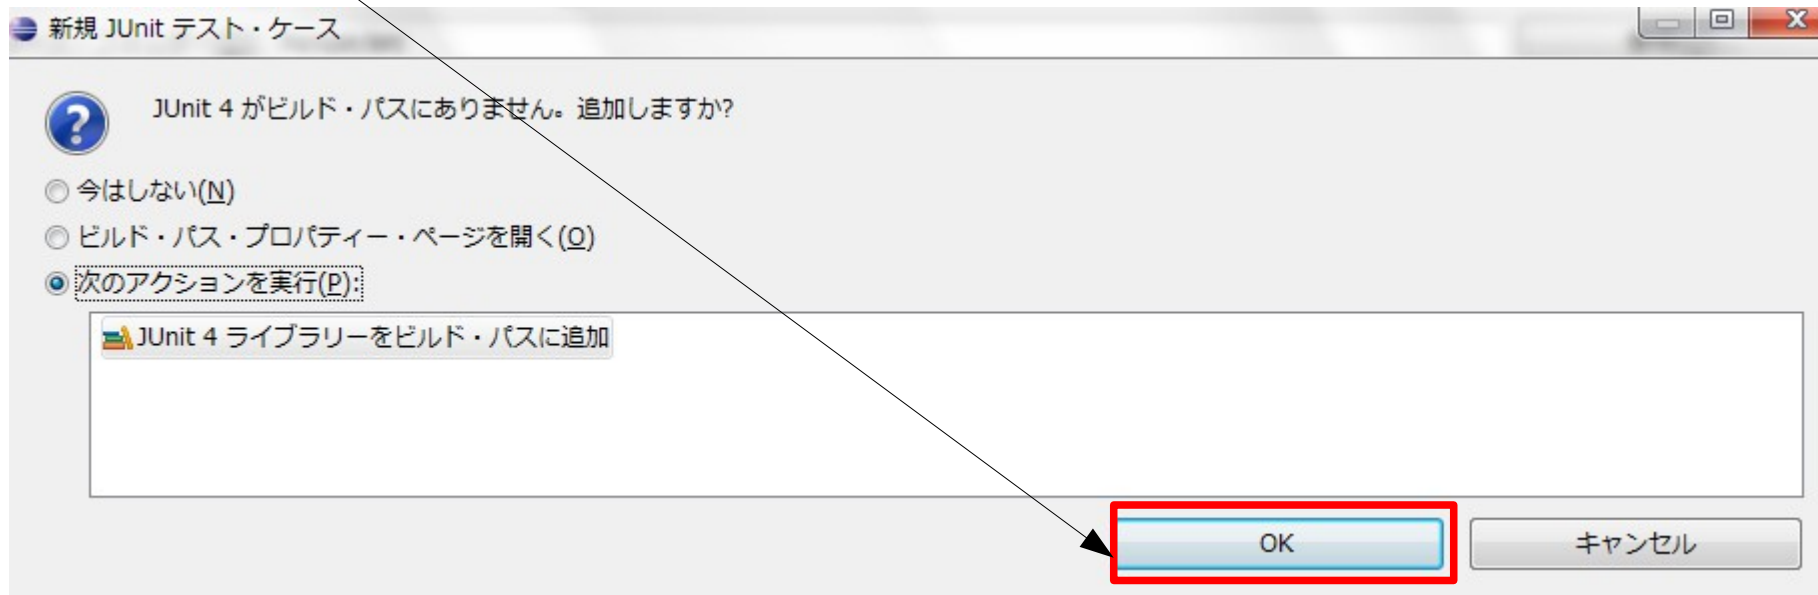 新規 JUnit テスト・ケース
JUnit 4 がビルド・パスにありません。追加しますか?
今はしない(N)
ビルド・パス・プロパティー・ページを開く(O)
次のアクションを実行(P):
JUnit 4 ライブラリーをビルド・パスに追加
OK
キャンセル